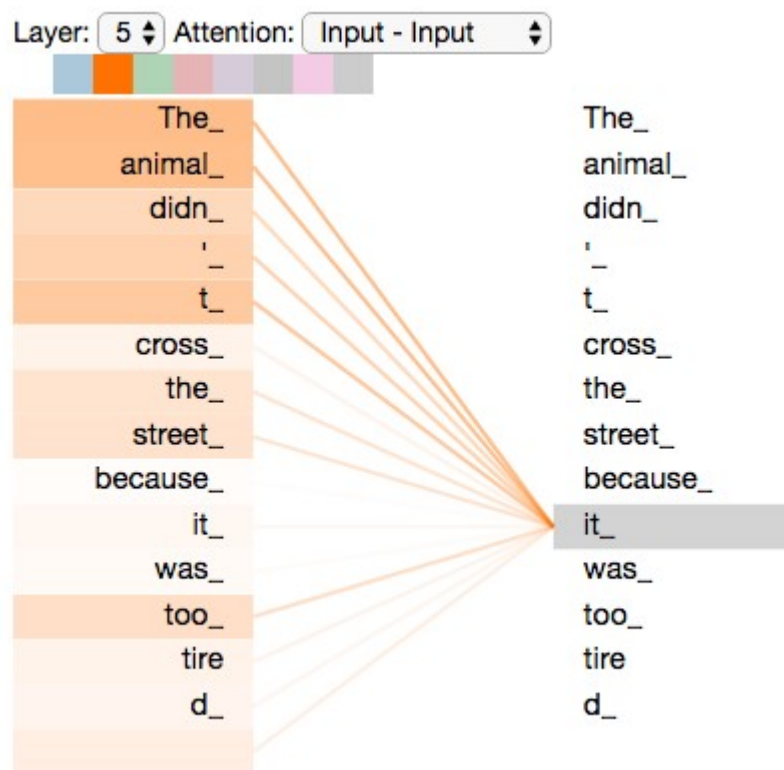 Layer: 5 Attention: Input - Input
The_ The_
animal_ animal_
didn_ didn_
'_ '_
t_ t_
cross_ cross_
the_ the_
street_ street_
because_ because_
it_ it_
was_ was_
too_ too_
tire tire
d_ d_